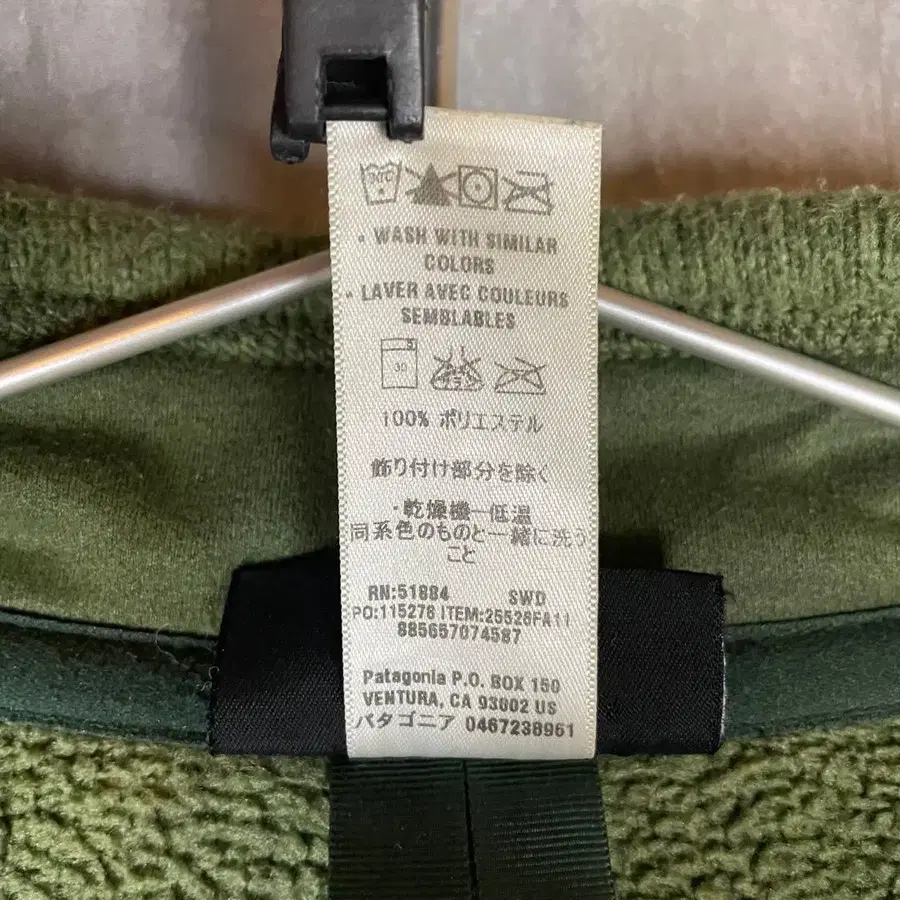 • WASH WITH SIMILAR
COLORS
• LAVER AVEC COULEURS
SEMBLABLES
30
100% ポリエステル
飾り付け部分を除く
・乾燥機一低温
同系色のものと一緒に洗う
こと
RN:51884 SWD
PO:115276 ITEM:25526FA11
885657074587
Patagonia P.O. BOX 150
VENTURA, CA 93002 US
パタゴニア 0467238961